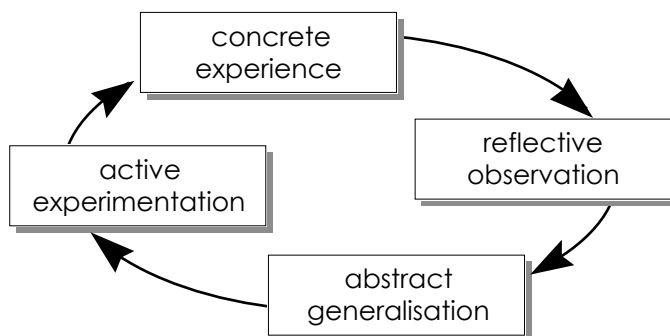 concrete
experience
reflective
observation
abstract
generalisation
active
experimentation